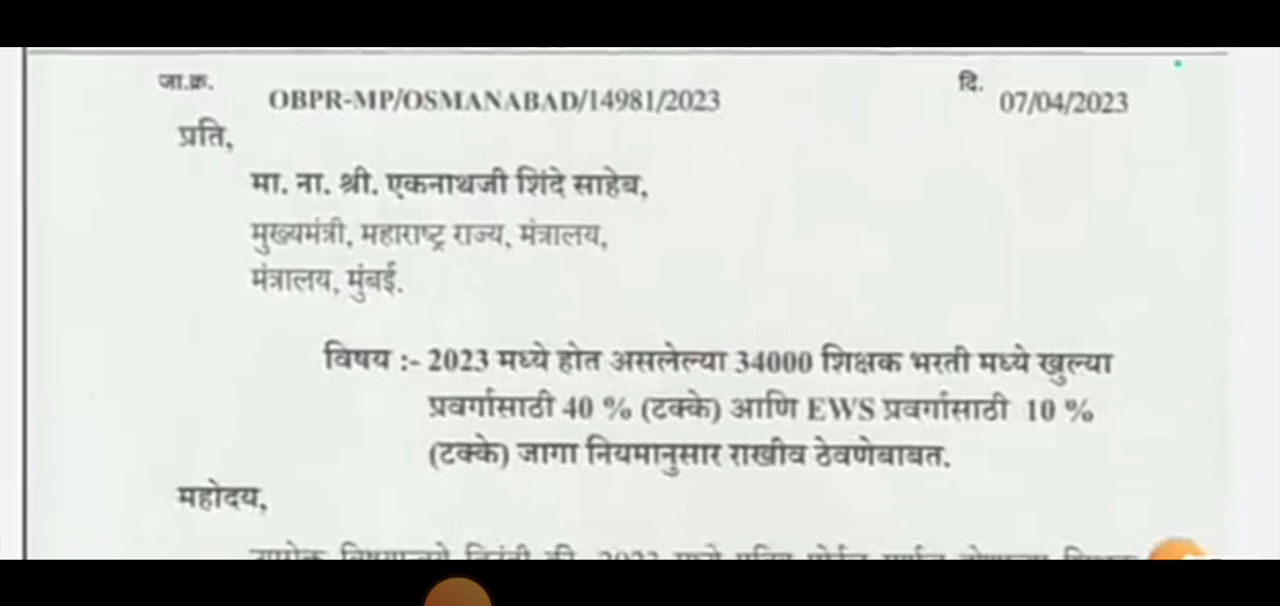 जा.क्र. OBPR-MP/OSMANABAD/14981/2023 दि. 07/04/2023
प्रति,
मा. ना. श्री. एकनाथजी शिंदे साहेब,
मुख्यमंत्री, महाराष्ट्र राज्य, मंत्रालय,
मंत्रालय, मुंबई.
विषय :- 2023 मध्ये होत असलेल्या 34000 शिक्षक भरती मध्ये खुल्या
प्रवर्गासाठी 40 % (टक्के) आणि EWS प्रवर्गासाठी 10 %
(टक्के) जागा नियमानुसार राखीव ठेवणेबाबत.
महोदय,